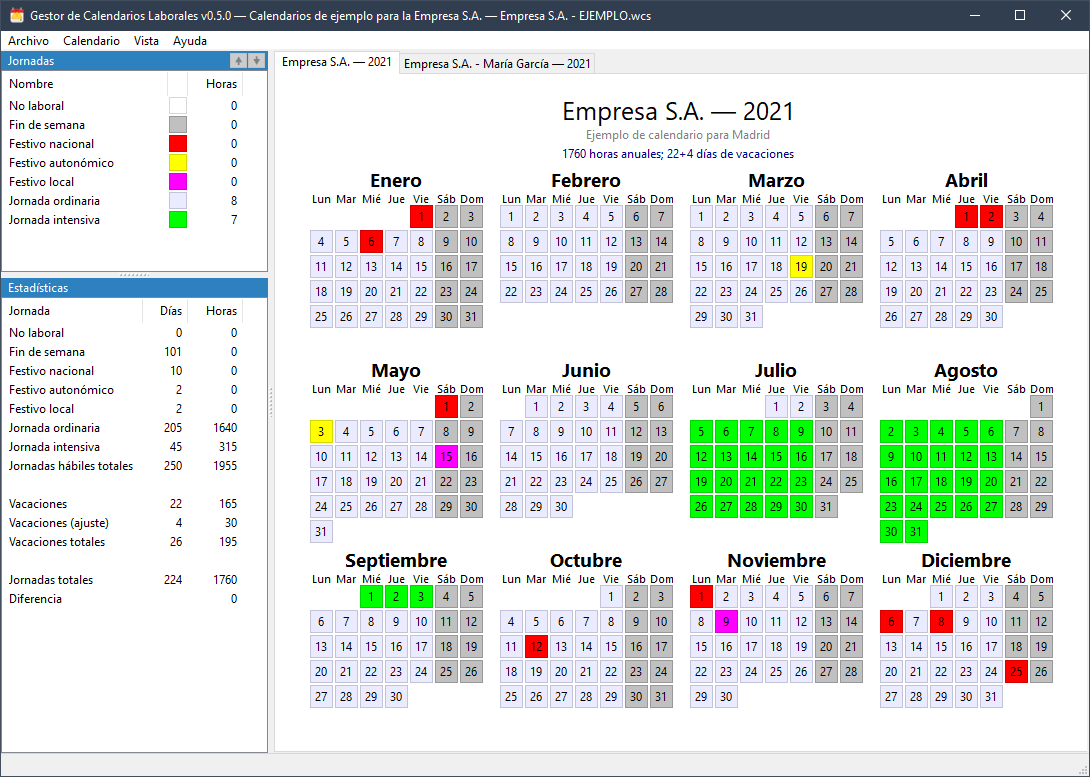 Gestor de Calendarios Laborales v0.5.0 — Calendarios de ejemplo para la Empresa S.A. — Empresa S.A. - EJEMPLO.wcs
Archivo Calendario Vista Ayuda
Jornadas
Nombre Horas
No laboral 0
Fin de semana 0
Festivo nacional 0
Festivo autonómico 0
Festivo local 0
Jornada ordinaria 8
Jornada intensiva 7
Estadísticas
Jornada Días Horas
No laboral 0 0
Fin de semana 101 0
Festivo nacional 10 0
Festivo autonómico 2 0
Festivo local 2 0
Jornada ordinaria 205 1640
Jornada intensiva 45 315
Jornadas hábiles totales 250 1955
Vacaciones 22 165
Vacaciones (ajuste) 4 30
Vacaciones totales 26 195
Jornadas totales 224 1760
Diferencia 0
Empresa S.A. — 2021 Empresa S.A. - María García — 2021
Empresa S.A. — 2021
Ejemplo de calendario para Madrid
1760 horas anuales; 22+4 días de vacaciones
Enero
Lun Mar Mié Jue Vie Sáb Dom
1 2 3
4 5 6 7 8 9 10
11 12 13 14 15 16 17
18 19 20 21 22 23 24
25 26 27 28 29 30 31
Febrero
Lun Mar Mié Jue Vie Sáb Dom
1 2 3 4 5 6 7
8 9 10 11 12 13 14
15 16 17 18 19 20 21
22 23 24 25 26 27 28
Marzo
Lun Mar Mié Jue Vie Sáb Dom
1 2 3 4 5 6 7
8 9 10 11 12 13 14
15 16 17 18 19 20 21
22 23 24 25 26 27 28
29 30 31
Abril
Lun Mar Mié Jue Vie Sáb Dom
1 2 3 4
5 6 7 8 9 10 11
12 13 14 15 16 17 18
19 20 21 22 23 24 25
26 27 28 29 30
Mayo
Lun Mar Mié Jue Vie Sáb Dom
1 2
3 4 5 6 7 8 9
10 11 12 13 14 15 16
17 18 19 20 21 22 23
24 25 26 27 28 29 30
31
Junio
Lun Mar Mié Jue Vie Sáb Dom
1 2 3 4 5 6
7 8 9 10 11 12 13
14 15 16 17 18 19 20
21 22 23 24 25 26 27
28 29 30
Julio
Lun Mar Mié Jue Vie Sáb Dom
1 2 3 4
5 6 7 8 9 10 11
12 13 14 15 16 17 18
19 20 21 22 23 24 25
26 27 28 29 30 31
Agosto
Lun Mar Mié Jue Vie Sáb Dom
1
2 3 4 5 6 7 8
9 10 11 12 13 14 15
16 17 18 19 20 21 22
23 24 25 26 27 28 29
30 31
Septiembre
Lun Mar Mié Jue Vie Sáb Dom
1 2 3 4 5
6 7 8 9 10 11 12
13 14 15 16 17 18 19
20 21 22 23 24 25 26
27 28 29 30
Octubre
Lun Mar Mié Jue Vie Sáb Dom
1 2 3
4 5 6 7 8 9 10
11 12 13 14 15 16 17
18 19 20 21 22 23 24
25 26 27 28 29 30 31
Noviembre
Lun Mar Mié Jue Vie Sáb Dom
1 2 3 4 5 6 7
8 9 10 11 12 13 14
15 16 17 18 19 20 21
22 23 24 25 26 27 28
29 30
Diciembre
Lun Mar Mié Jue Vie Sáb Dom
1 2 3 4 5
6 7 8 9 10 11 12
13 14 15 16 17 18 19
20 21 22 23 24 25 26
27 28 29 30 31